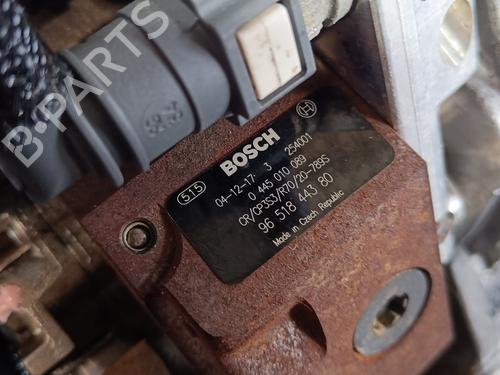 B-PARTS
515
BOSCH
04-12-17 3 254001
0 445 010 089
CR/CP3S3/R70/20-789S
96 518 443 80
Made in Czech Republic